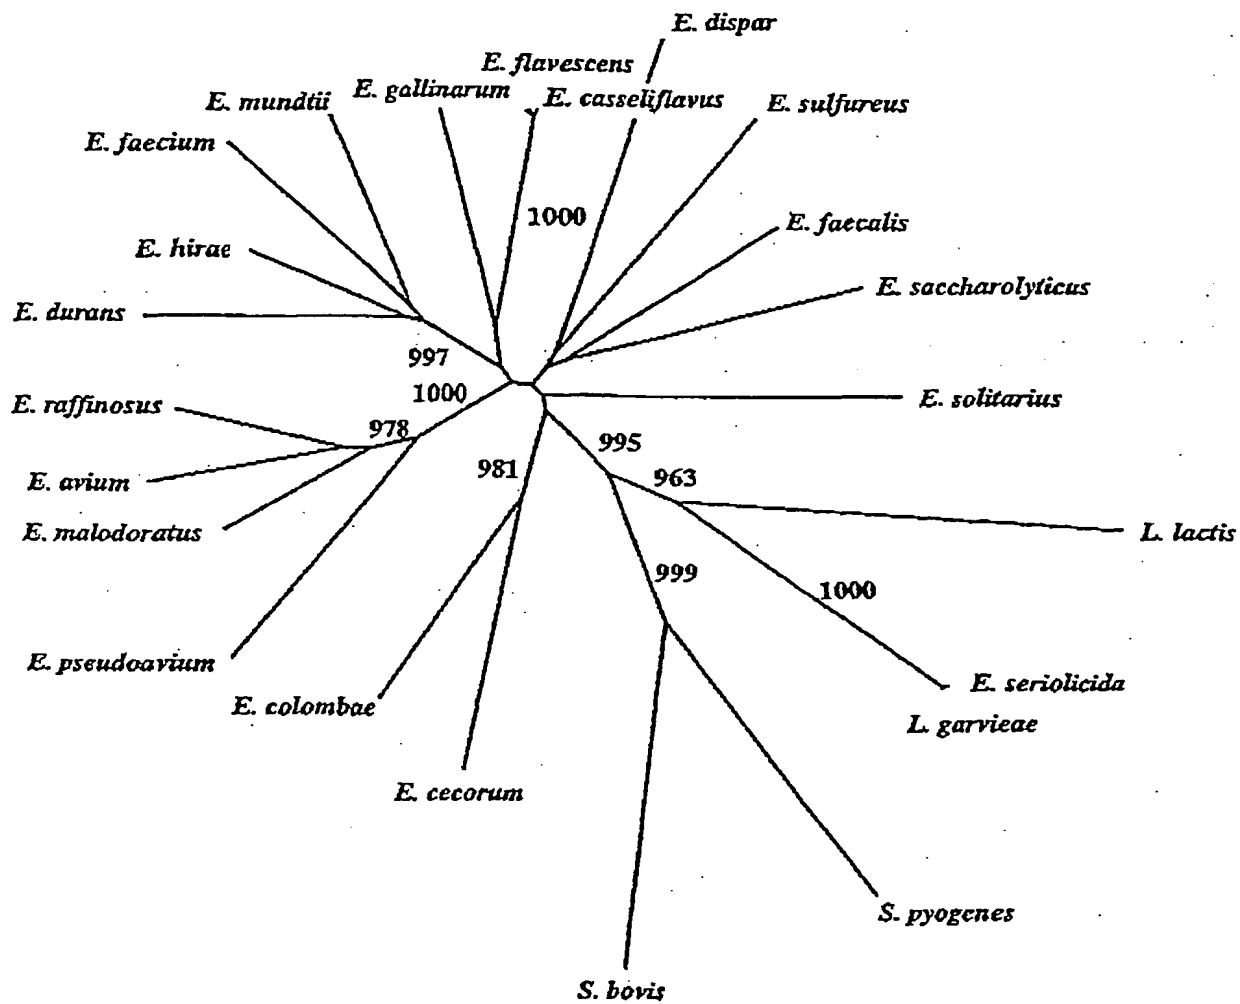 E. dispar
E. flavescens
E. gallinarum
E. casseliflavus
E. mundtii
E. sulfureus
E. faecium
1000
E. faecalis
E. hirae
E. saccharolyticus
E. durans
997
1000
E. raffinosus
E. solitarius
978
995
981
963
E. avium
E. malodoratus
L. lactis
999
1000
E. pseudoavium
E. seriolicida
E. colombae
L. garvieae
E. cecorum
S. pyogenes
S. bovis